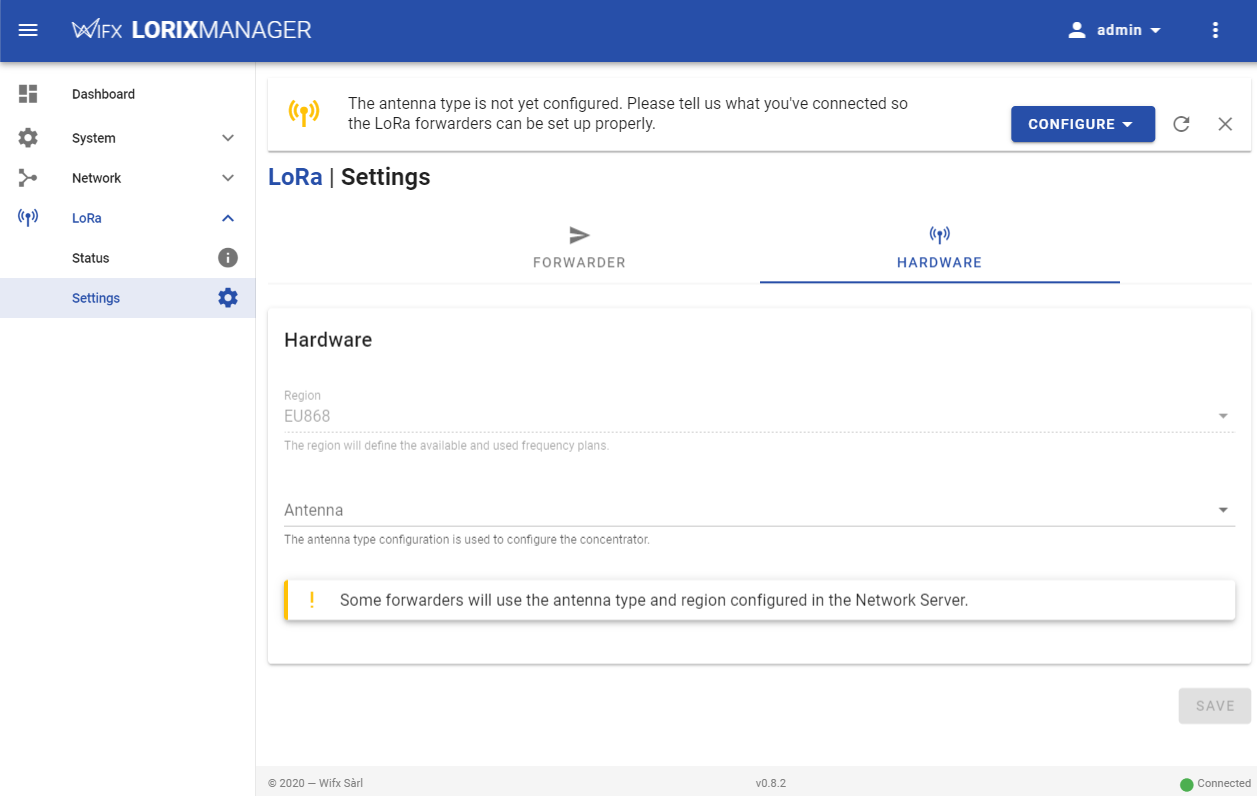 WIFX LORIXMANAGER
admin
Dashboard
System
Network
LoRa
Status
Settings
The antenna type is not yet configured. Please tell us what you've connected so
the LoRa forwarders can be set up properly.
CONFIGURE
LoRa | Settings
FORWARDER
HARDWARE
Hardware
Region
EU868
The region will define the available and used frequency plans.
Antenna
The antenna type configuration is used to configure the concentrator.
Some forwarders will use the antenna type and region configured in the Network Server.
SAVE
© 2020 — Wifx Sàrl
v0.8.2
Connected